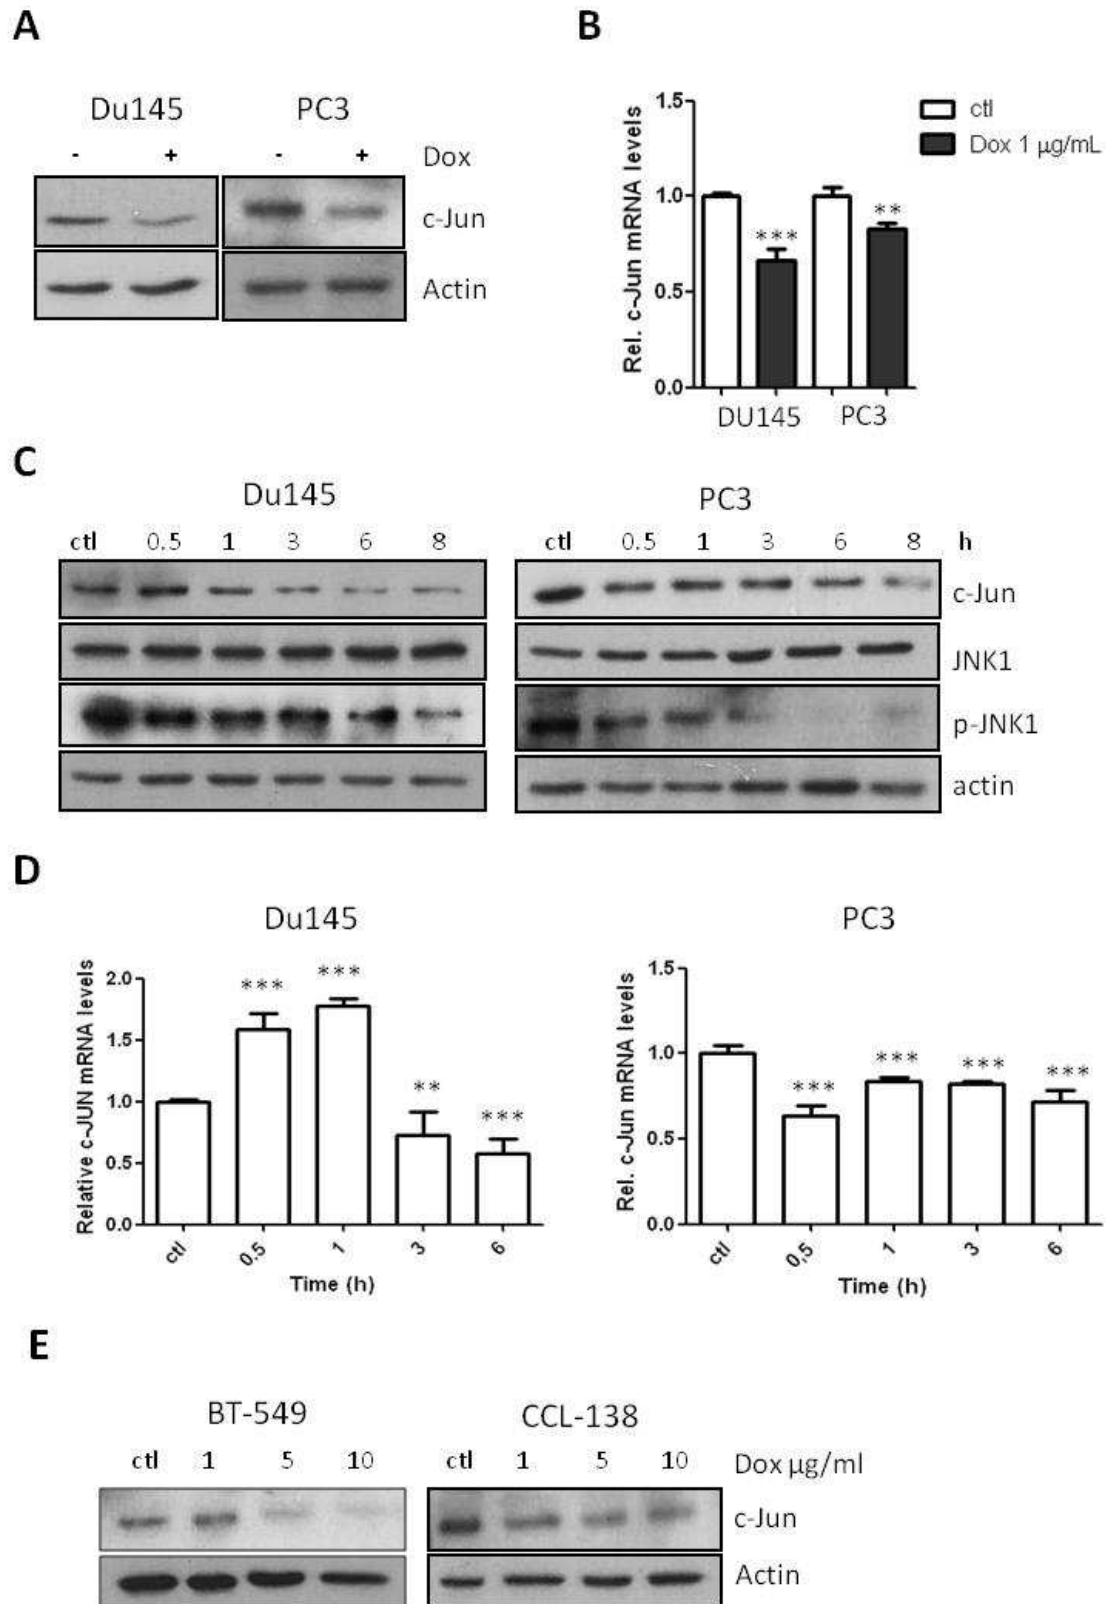 A
Du145 PC3
- + - + Dox
c-Jun
Actin
B
Rel. c-Jun mRNA levels
1.5
1.0
0.5
0.0
*** **
DU145 PC3
ctl
Dox 1 µg/mL
C
Du145
ctl 0.5 1 3 6 8
PC3
ctl 0.5 1 3 6 8 h
c-Jun
JNK1
p-JNK1
actin
D
Du145
Relative c-JUN mRNA levels
2.0
1.5
1.0
0.5
0.0
*** *** ** ***
ctl 0.5 1 3 6
Time (h)
PC3
Rel. c-Jun mRNA levels
1.5
1.0
0.5
0.0
*** *** *** ***
ctl 0,5 1 3 6
Time (h)
E
BT-549 CCL-138
ctl 1 5 10 ctl 1 5 10 Dox µg/ml
c-Jun
Actin